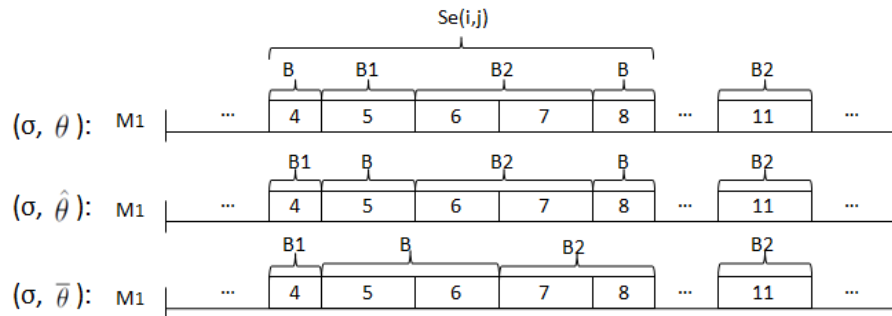 Se(i,j)
B B1 B2 B B2
(σ, θ): M1 ... 4 5 6 7 8 ... 11 ...
B1 B B2 B B2
(σ, θ̂): M1 ... 4 5 6 7 8 ... 11 ...
B1 B B2 B2
(σ, θ̅): M1 ... 4 5 6 7 8 ... 11 ...